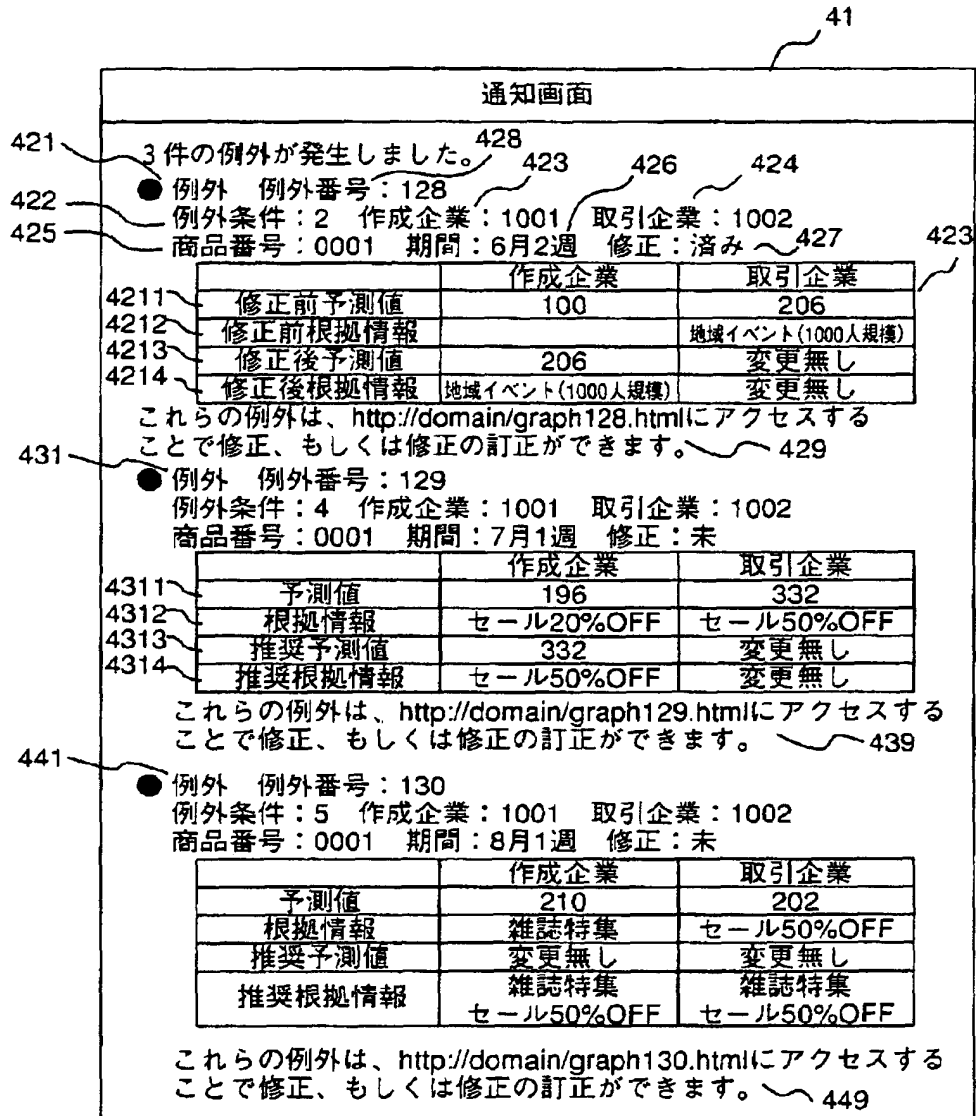 41
通知画面
421 3件の例外が発生しました。 428
●例外 例外番号：128 423 426 424
422 例外条件：2 作成企業：1001 取引企業：1002
425 商品番号：0001 期間：6月2週 修正：済み 427 423
作成企業 取引企業
4211 修正前予測値 100 206
4212 修正前根拠情報 地域イベント(1000人規模)
4213 修正後予測値 206 変更無し
4214 修正後根拠情報 地域イベント(1000人規模) 変更無し
これらの例外は、http://domain/graph128.htmlにアクセスする
ことで修正、もしくは修正の訂正ができます。 429
431
●例外 例外番号：129
例外条件：4 作成企業：1001 取引企業：1002
商品番号：0001 期間：7月1週 修正：未
作成企業 取引企業
4311 予測値 196 332
4312 根拠情報 セール20%OFF セール50%OFF
4313 推奨予測値 332 変更無し
4314 推奨根拠情報 セール50%OFF 変更無し
これらの例外は、http://domain/graph129.htmlにアクセスする
ことで修正、もしくは修正の訂正ができます。 439
441
●例外 例外番号：130
例外条件：5 作成企業：1001 取引企業：1002
商品番号：0001 期間：8月1週 修正：未
作成企業 取引企業
予測値 210 202
根拠情報 雑誌特集 セール50%OFF
推奨予測値 変更無し 変更無し
推奨根拠情報 雑誌特集 雑誌特集
セール50%OFF セール50%OFF
これらの例外は、http://domain/graph130.htmlにアクセスする
ことで修正、もしくは修正の訂正ができます。 449